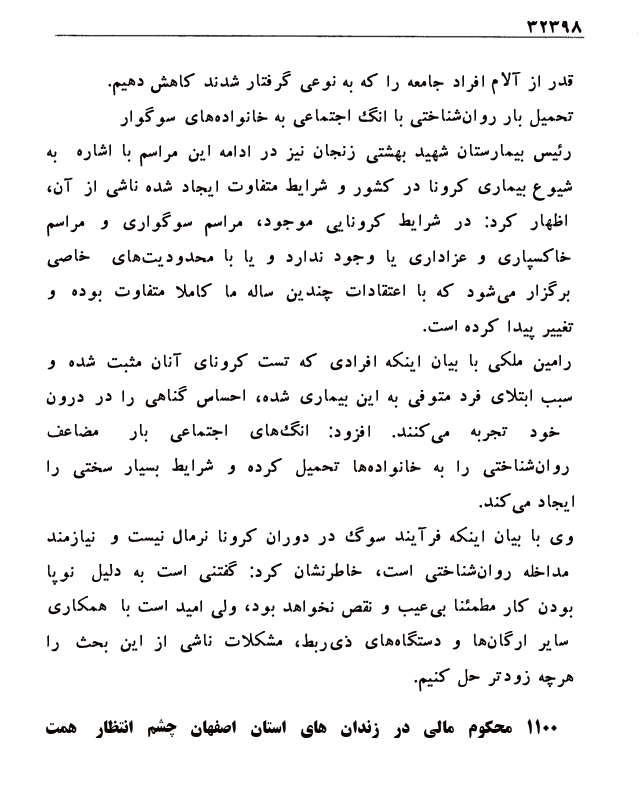 ۳۲۳۹۸
قدر از آلام افراد جامعه را که به نوعی گرفتار شدند کاهش دهیم.
تحمیل بار روان‌شناختی با انگ اجتماعی به خانواده‌های سوگوار
رئیس بیمارستان شهید بهشتی زنجان نیز در ادامه این مراسم با اشاره به
شیوع بیماری کرونا در کشور و شرایط متفاوت ایجاد شده ناشی از آن،
اظهار کرد: در شرایط کرونایی موجود، مراسم سوگواری و مراسم
خاکسپاری و عزاداری یا وجود ندارد و یا با محدودیت‌های خاصی
برگزار می‌شود که با اعتقادات چندین ساله ما کاملا متفاوت بوده و
تغییر پیدا کرده است.
رامین ملکی با بیان اینکه افرادی که تست کرونای آنان مثبت شده و
سبب ابتلای فرد متوفی به این بیماری شده، احساس گناهی را در درون
خود تجربه می‌کنند. افزود: انگ‌های اجتماعی بار مضاعف
روان‌شناختی را به خانواده‌ها تحمیل کرده و شرایط بسیار سختی را
ایجاد می‌کند.
وی با بیان اینکه فرآیند سوگ در دوران کرونا نرمال نیست و نیازمند
مداخله روان‌شناختی است، خاطرنشان کرد: گفتنی است به دلیل نوپا
بودن کار مطمئنا بی‌عیب و نقص نخواهد بود، ولی امید است با همکاری
سایر ارگان‌ها و دستگاه‌های ذی‌ربط، مشکلات ناشی از این بحث را
هرچه زودتر حل کنیم.
۱۱۰۰ محکوم مالی در زندان های استان اصفهان چشم انتظار همت